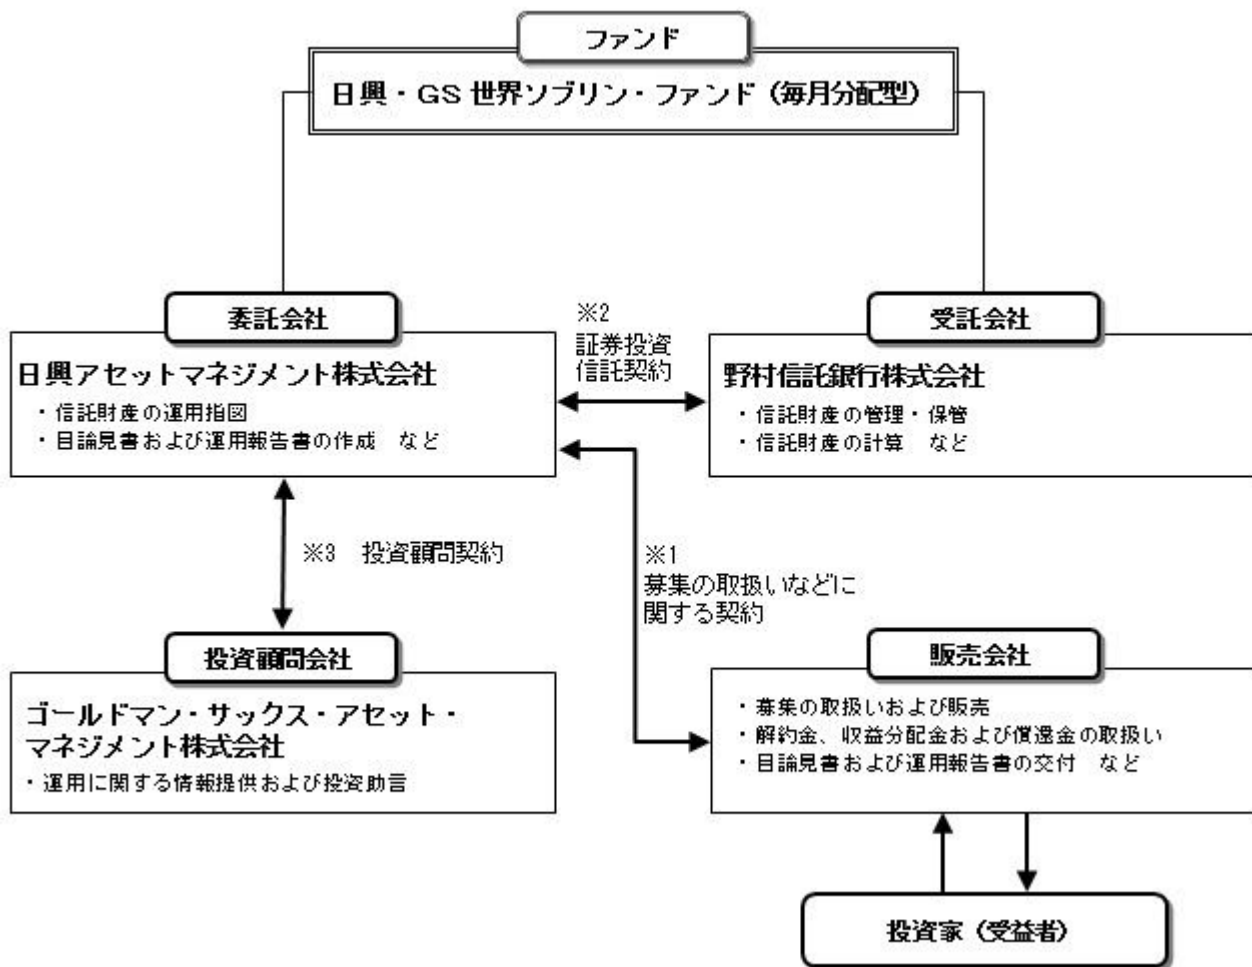 ファンド
日興・GS 世界ソブリン・ファンド（毎月分配型）
委託会社
日興アセットマネジメント株式会社
・信託財産の運用指図
・目論見書および運用報告書の作成　など
※2
証券投資
信託契約
受託会社
野村信託銀行株式会社
・信託財産の管理・保管
・信託財産の計算　など
※3　投資顧問契約
※1
募集の取扱いなどに
関する契約
投資顧問会社
ゴールドマン・サックス・アセット・
マネジメント株式会社
・運用に関する情報提供および投資助言
販売会社
・募集の取扱いおよび販売
・解約金、収益分配金および償還金の取扱い
・目論見書および運用報告書の交付　など
投資家（受益者）